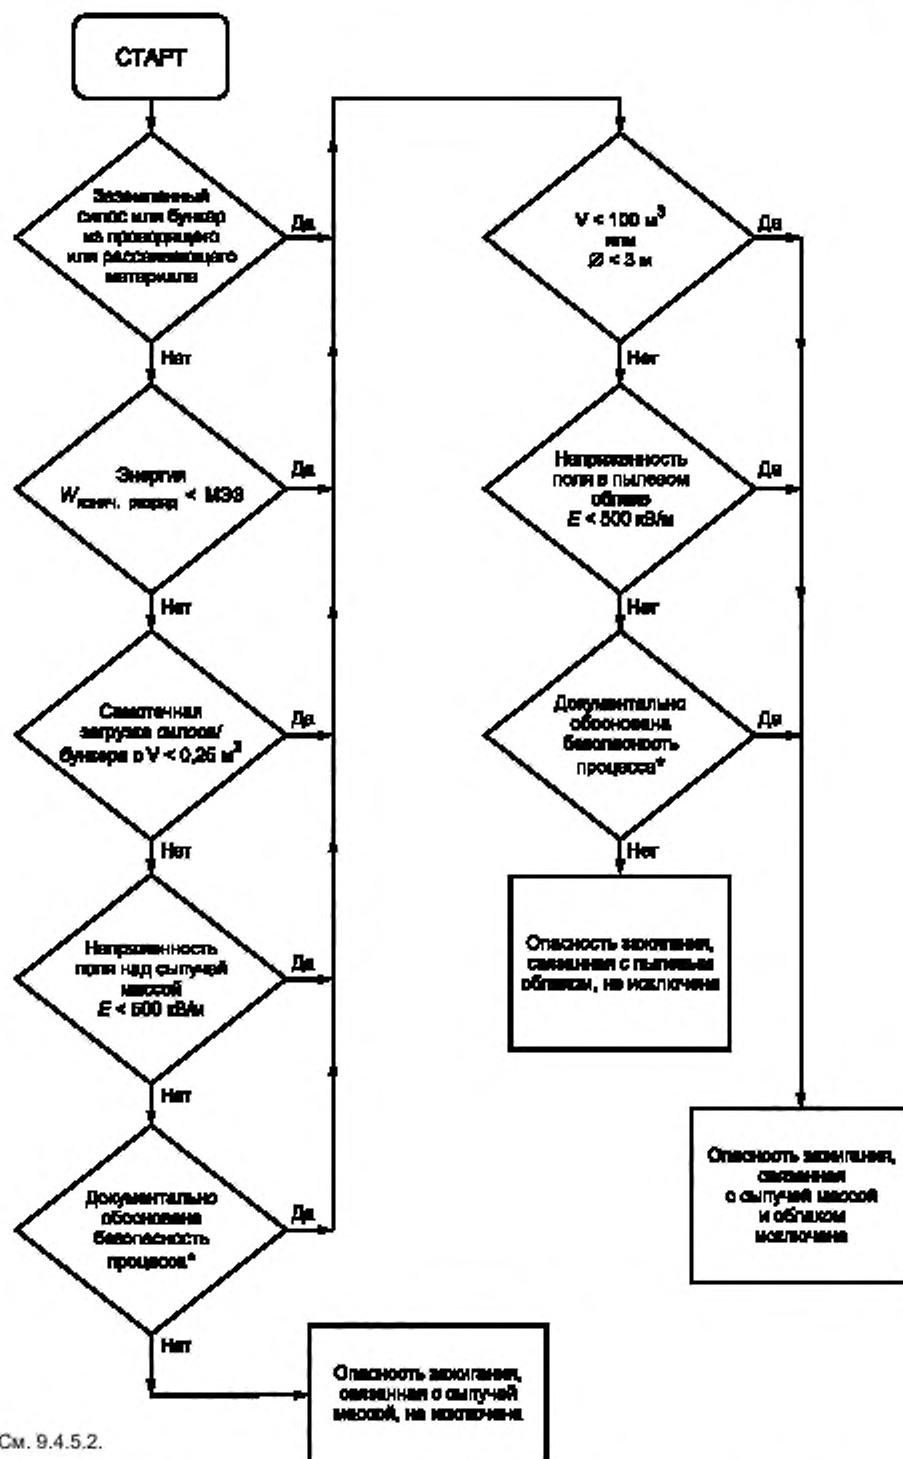 СТАРТ
Заземленный
силос или бункер
из проводящего
или рассеивающего
материала
Да
Нет
Энергия
Wконич. разряд < МЭЗ
Да
Нет
Самотечная
загрузка силоса/
бункера с V < 0,25 м³
Да
Нет
Напряженность
поля над сыпучей
массой
E < 500 кВ/м
Да
Нет
Документально
обоснована
безопасность
процесса*
Да
Нет
Опасность зажигания,
связанная с сыпучей
массой, не исключена
V < 100 м³
или
Ø < 3 м
Да
Нет
Напряженность
поля в пылевом
облаке
E < 500 кВ/м
Да
Нет
Документально
обоснована
безопасность
процесса*
Да
Нет
Опасность зажигания,
связанная с пылевым
облаком, не исключена
Опасность зажигания,
связанная
с сыпучей массой
и облаком
исключена
См. 9.4.5.2.